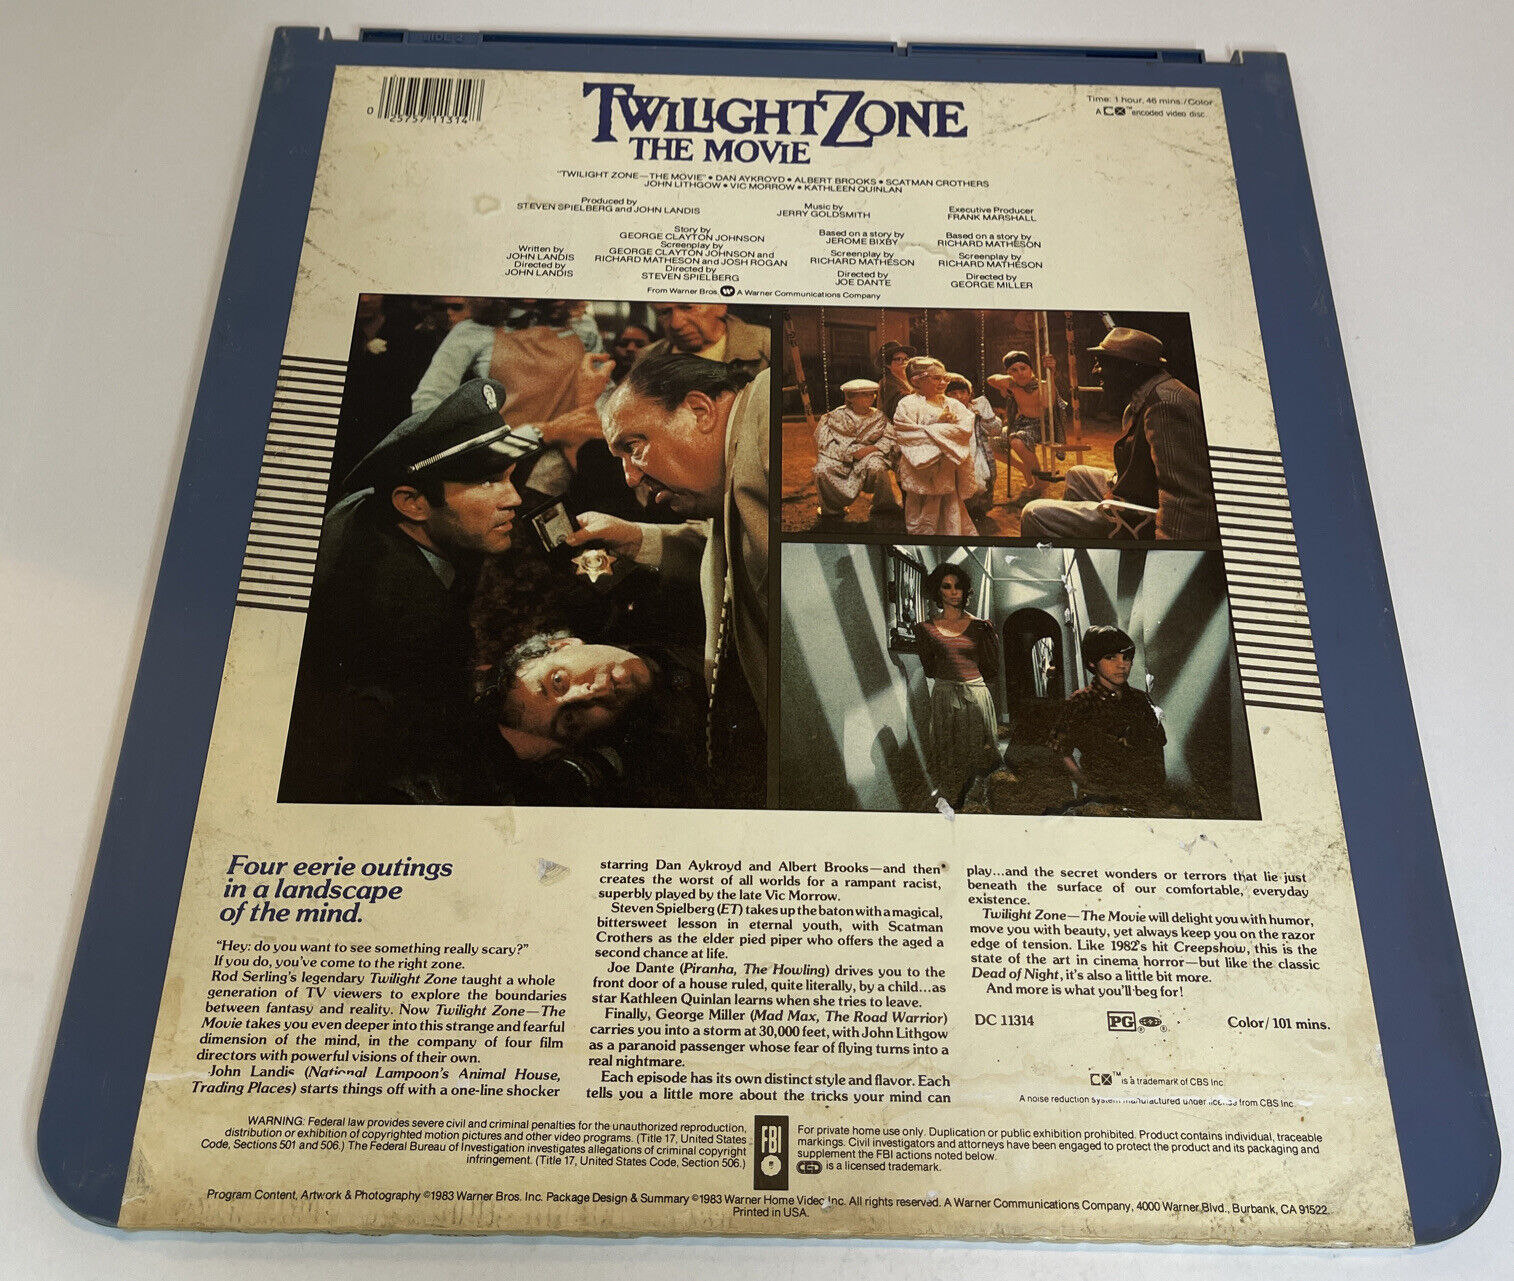 SIDE 2
0 25757 11314
TWILIGHT ZONE
THE MOVIE
Time: 1 hour, 46 mins./Color
A CX™ encoded video disc.
"TWILIGHT ZONE—THE MOVIE" • DAN AYKROYD • ALBERT BROOKS • SCATMAN CROTHERS
JOHN LITHGOW • VIC MORROW • KATHLEEN QUINLAN
Produced by
STEVEN SPIELBERG and JOHN LANDIS
Music by
JERRY GOLDSMITH
Executive Producer
FRANK MARSHALL
Written by
JOHN LANDIS
Directed by
JOHN LANDIS
Story by
GEORGE CLAYTON JOHNSON
Screenplay by
GEORGE CLAYTON JOHNSON and
RICHARD MATHESON and JOSH ROGAN
Directed by
STEVEN SPIELBERG
Based on a story by
JEROME BIXBY
Screenplay by
RICHARD MATHESON
Directed by
JOE DANTE
Based on a story by
RICHARD MATHESON
Screenplay by
RICHARD MATHESON
Directed by
GEORGE MILLER
From Warner Bros. W A Warner Communications Company
Four eerie outings
in a landscape
of the mind.
"Hey: do you want to see something really scary?"
If you do, you've come to the right zone.
Rod Serling's legendary Twilight Zone taught a whole
generation of TV viewers to explore the boundaries
between fantasy and reality. Now Twilight Zone—The
Movie takes you even deeper into this strange and fearful
dimension of the mind, in the company of four film
directors with powerful visions of their own.
John Landis (National Lampoon's Animal House,
Trading Places) starts things off with a one-line shocker
starring Dan Aykroyd and Albert Brooks—and then
creates the worst of all worlds for a rampant racist,
superbly played by the late Vic Morrow.
Steven Spielberg (ET) takes up the baton with a magical,
bittersweet lesson in eternal youth, with Scatman
Crothers as the elder pied piper who offers the aged a
second chance at life.
Joe Dante (Piranha, The Howling) drives you to the
front door of a house ruled, quite literally, by a child...as
star Kathleen Quinlan learns when she tries to leave.
Finally, George Miller (Mad Max, The Road Warrior)
carries you into a storm at 30,000 feet, with John Lithgow
as a paranoid passenger whose fear of flying turns into a
real nightmare.
Each episode has its own distinct style and flavor. Each
tells you a little more about the tricks your mind can
play...and the secret wonders or terrors that lie just
beneath the surface of our comfortable, everyday
existence.
Twilight Zone—The Movie will delight you with humor,
move you with beauty, yet always keep you on the razor
edge of tension. Like 1982's hit Creepshow, this is the
state of the art in cinema horror—but like the classic
Dead of Night, it's also a little bit more.
And more is what you'll beg for!
DC 11314
PG ® ®
Color/101 mins.
CX™ is a trademark of CBS Inc.
A noise reduction system manufactured under license from CBS Inc.
WARNING: Federal law provides severe civil and criminal penalties for the unauthorized reproduction,
distribution or exhibition of copyrighted motion pictures and other video programs. (Title 17, United States
Code, Sections 501 and 506.) The Federal Bureau of Investigation investigates allegations of criminal copyright
infringement. (Title 17, United States Code, Section 506.)
FBI
For private home use only. Duplication or public exhibition prohibited. Product contains individual, traceable
markings. Civil investigators and attorneys have been engaged to protect the product and its packaging and
supplement the FBI actions noted below.
CED is a licensed trademark.
Program Content, Artwork & Photography ©1983 Warner Bros. Inc. Package Design & Summary ©1983 Warner Home Video Inc. All rights reserved. A Warner Communications Company, 4000 Warner Blvd., Burbank, CA 91522.
Printed in USA.